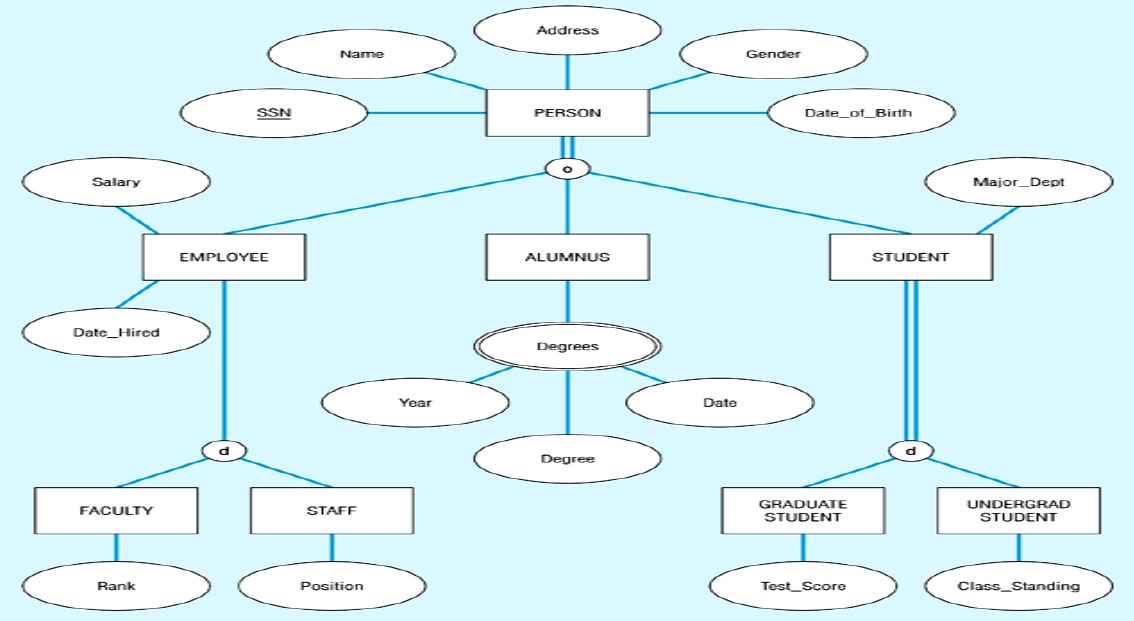 Address
Name
Gender
SSN
PERSON
Date_of_Birth
o
Salary
Major_Dept
EMPLOYEE
ALUMNUS
STUDENT
Date_Hired
Degrees
Year
Date
d
Degree
d
FACULTY
STAFF
GRADUATE
STUDENT
UNDERGRAD
STUDENT
Rank
Position
Test_Score
Class_Standing